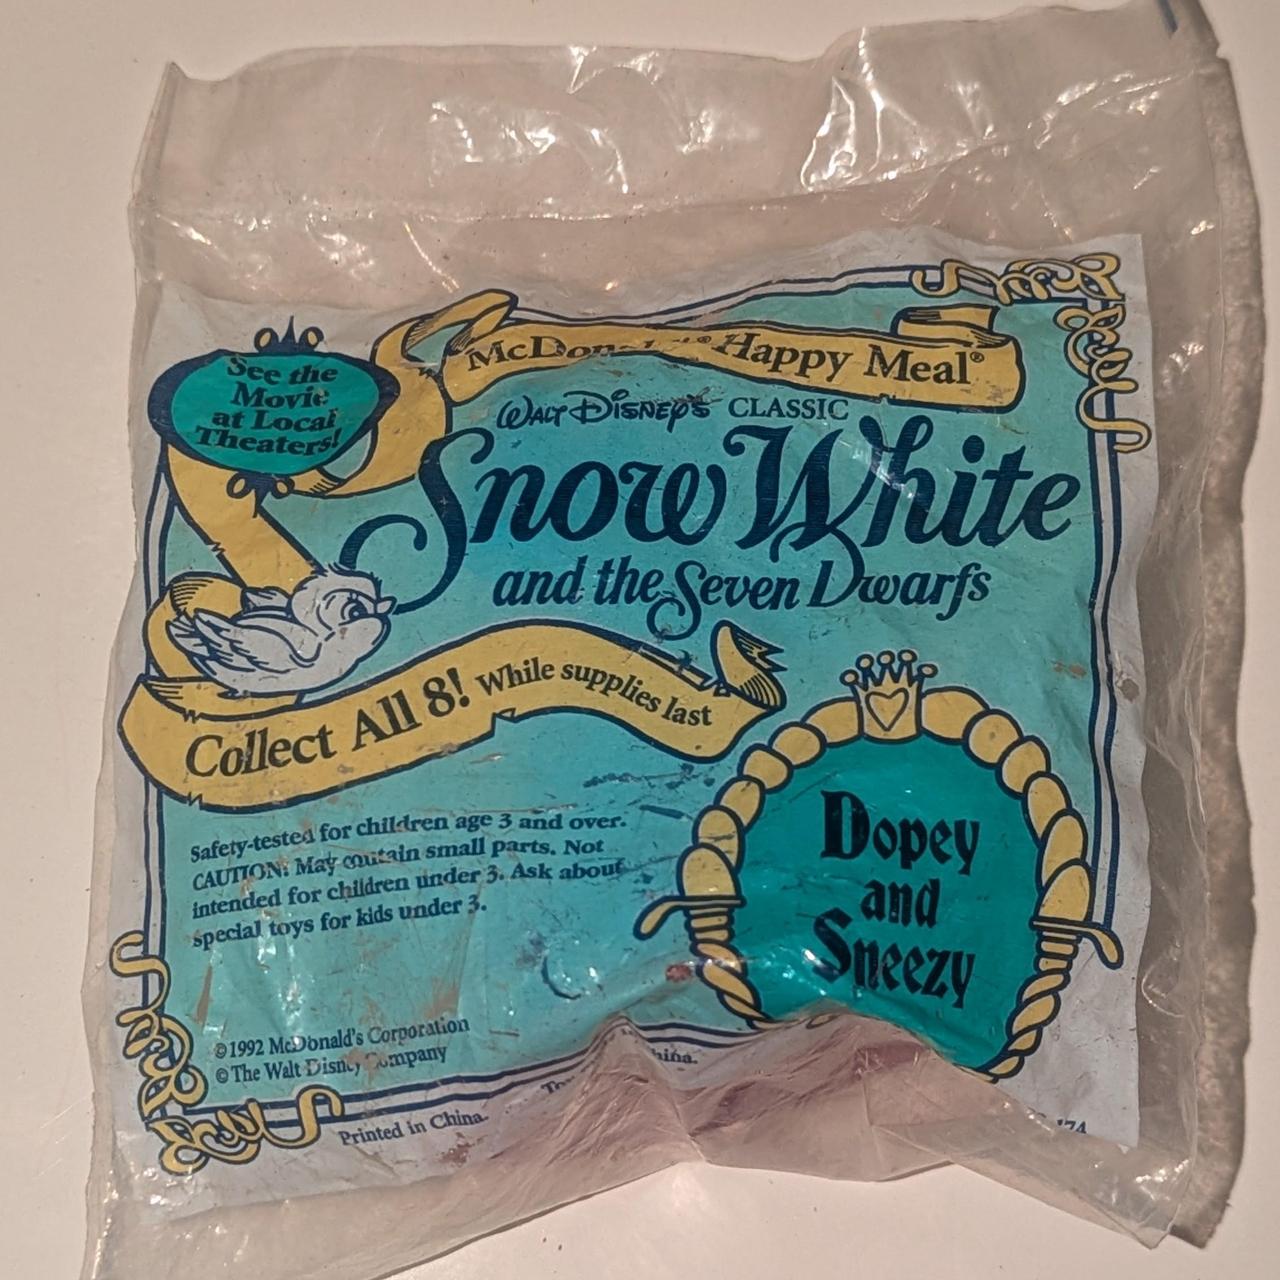 See the
Movie
at Local
Theaters!
Happy Meal®
WALT DISNEY'S CLASSIC
Snow White
and the Seven Dwarfs
Collect All 8! While supplies last
Safety-tested for children age 3 and over.
CAUTION: May contain small parts. Not
intended for children under 3. Ask about
special toys for kids under 3.
Dopey
and
Sneezy
©1992 McDonald's Corporation
©The Walt Disney Company
Printed in China.